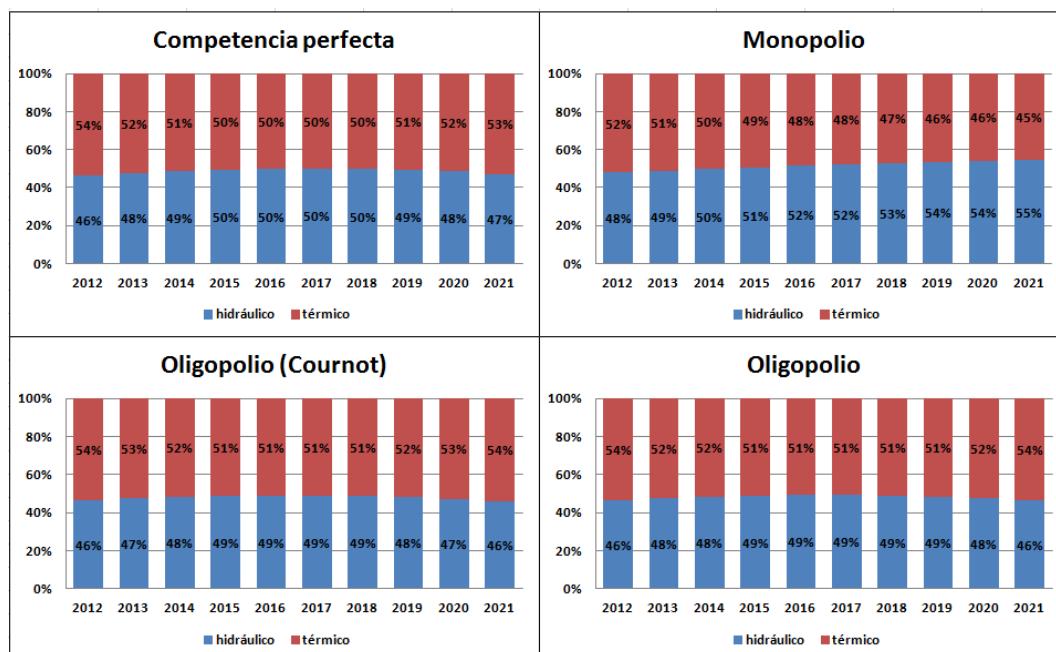 Competencia perfecta
100%
80%
60%
40%
20%
0%
54% 52% 51% 50% 50% 50% 50% 51% 52% 53%
46% 48% 49% 50% 50% 50% 50% 49% 48% 47%
2012 2013 2014 2015 2016 2017 2018 2019 2020 2021
hidráulico térmico
Monopolio
100%
80%
60%
40%
20%
0%
52% 51% 50% 49% 48% 48% 47% 46% 46% 45%
48% 49% 50% 51% 52% 52% 53% 54% 54% 55%
2012 2013 2014 2015 2016 2017 2018 2019 2020 2021
hidráulico térmico
Oligopolio (Cournot)
100%
80%
60%
40%
20%
0%
54% 53% 52% 51% 51% 51% 51% 52% 53% 54%
46% 47% 48% 49% 49% 49% 49% 48% 47% 46%
2012 2013 2014 2015 2016 2017 2018 2019 2020 2021
hidráulico térmico
Oligopolio
100%
80%
60%
40%
20%
0%
54% 52% 52% 51% 51% 51% 51% 51% 52% 54%
46% 48% 48% 49% 49% 49% 49% 49% 48% 46%
2012 2013 2014 2015 2016 2017 2018 2019 2020 2021
hidráulico térmico